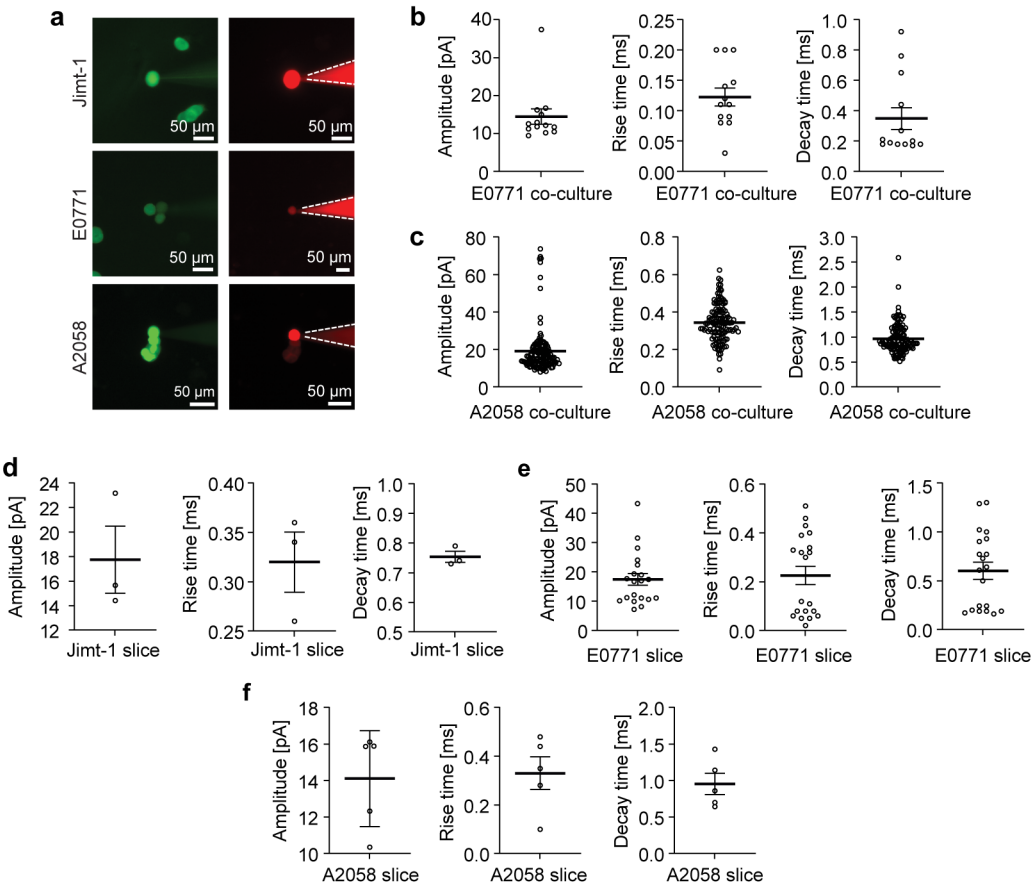 a
Jimt-1
50 µm
50 µm
E0771
50 µm
50 µm
A2058
50 µm
50 µm
b
Amplitude [pA]
40
30
20
10
0
E0771 co-culture
Rise time [ms]
0.25
0.20
0.15
0.10
0.05
0.00
E0771 co-culture
Decay time [ms]
1.0
0.8
0.6
0.4
0.2
0.0
E0771 co-culture
c
Amplitude [pA]
80
60
40
20
0
A2058 co-culture
Rise time [ms]
0.8
0.6
0.4
0.2
0.0
A2058 co-culture
Decay time [ms]
3.0
2.5
2.0
1.5
1.0
0.5
0.0
A2058 co-culture
d
Amplitude [pA]
24
22
20
18
16
14
12
Jimt-1 slice
Rise time [ms]
0.40
0.35
0.30
0.25
Jimt-1 slice
Decay time [ms]
1.0
0.9
0.8
0.7
0.6
0.5
Jimt-1 slice
e
Amplitude [pA]
50
40
30
20
10
0
E0771 slice
Rise time [ms]
0.6
0.4
0.2
0.0
E0771 slice
Decay time [ms]
1.5
1.0
0.5
0.0
E0771 slice
f
Amplitude [pA]
18
16
14
12
10
A2058 slice
Rise time [ms]
0.6
0.4
0.2
0.0
A2058 slice
Decay time [ms]
2.0
1.5
1.0
0.5
0.0
A2058 slice